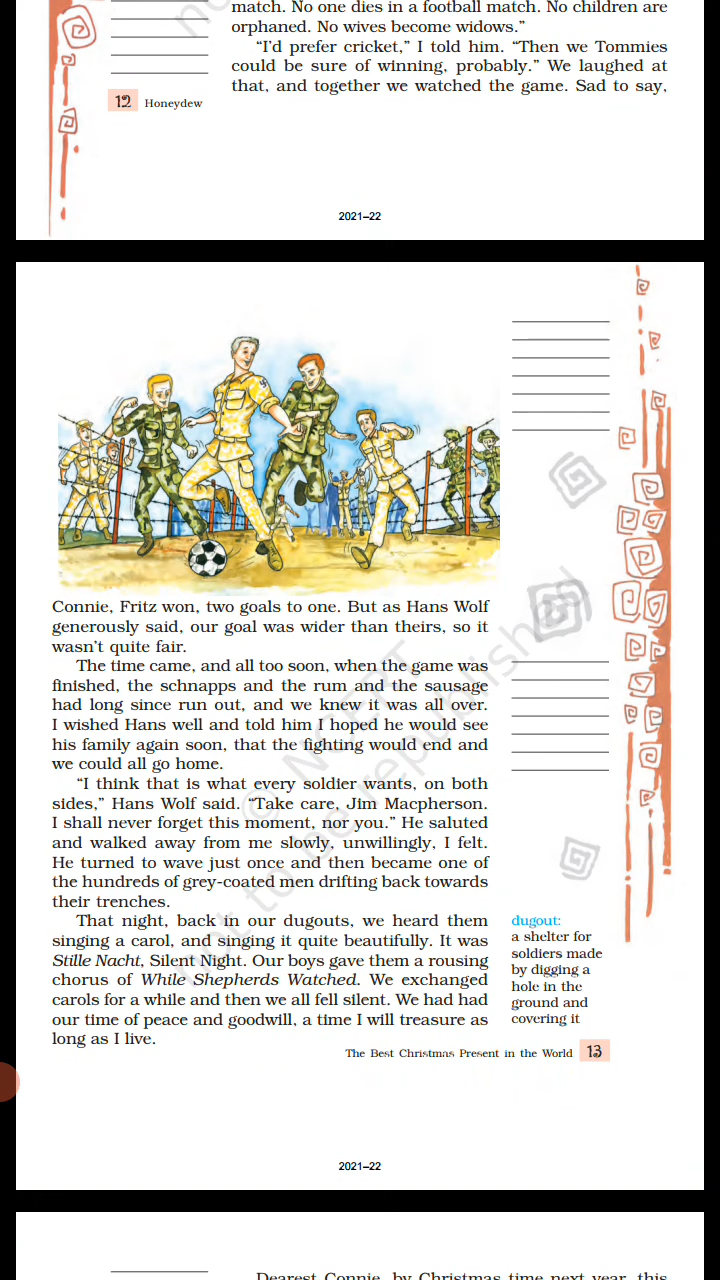 match. No one dies in a football match. No children are
orphaned. No wives become widows.”
“I’d prefer cricket,” I told him. “Then we Tommies
could be sure of winning, probably.” We laughed at
that, and together we watched the game. Sad to say,
12 Honeydew
2021–22
Connie, Fritz won, two goals to one. But as Hans Wolf
generously said, our goal was wider than theirs, so it
wasn’t quite fair.
The time came, and all too soon, when the game was
finished, the schnapps and the rum and the sausage
had long since run out, and we knew it was all over.
I wished Hans well and told him I hoped he would see
his family again soon, that the fighting would end and
we could all go home.
“I think that is what every soldier wants, on both
sides,” Hans Wolf said. “Take care, Jim Macpherson.
I shall never forget this moment, nor you.” He saluted
and walked away from me slowly, unwillingly, I felt.
He turned to wave just once and then became one of
the hundreds of grey-coated men drifting back towards
their trenches.
That night, back in our dugouts, we heard them
singing a carol, and singing it quite beautifully. It was
Stille Nacht, Silent Night. Our boys gave them a rousing
chorus of While Shepherds Watched. We exchanged
carols for a while and then we all fell silent. We had had
our time of peace and goodwill, a time I will treasure as
long as I live.
dugout:
a shelter for
soldiers made
by digging a
hole in the
ground and
covering it
The Best Christmas Present in the World 13
© NCERT
not to be republished
2021–22
Dearest Connie, by Christmas time next year, this